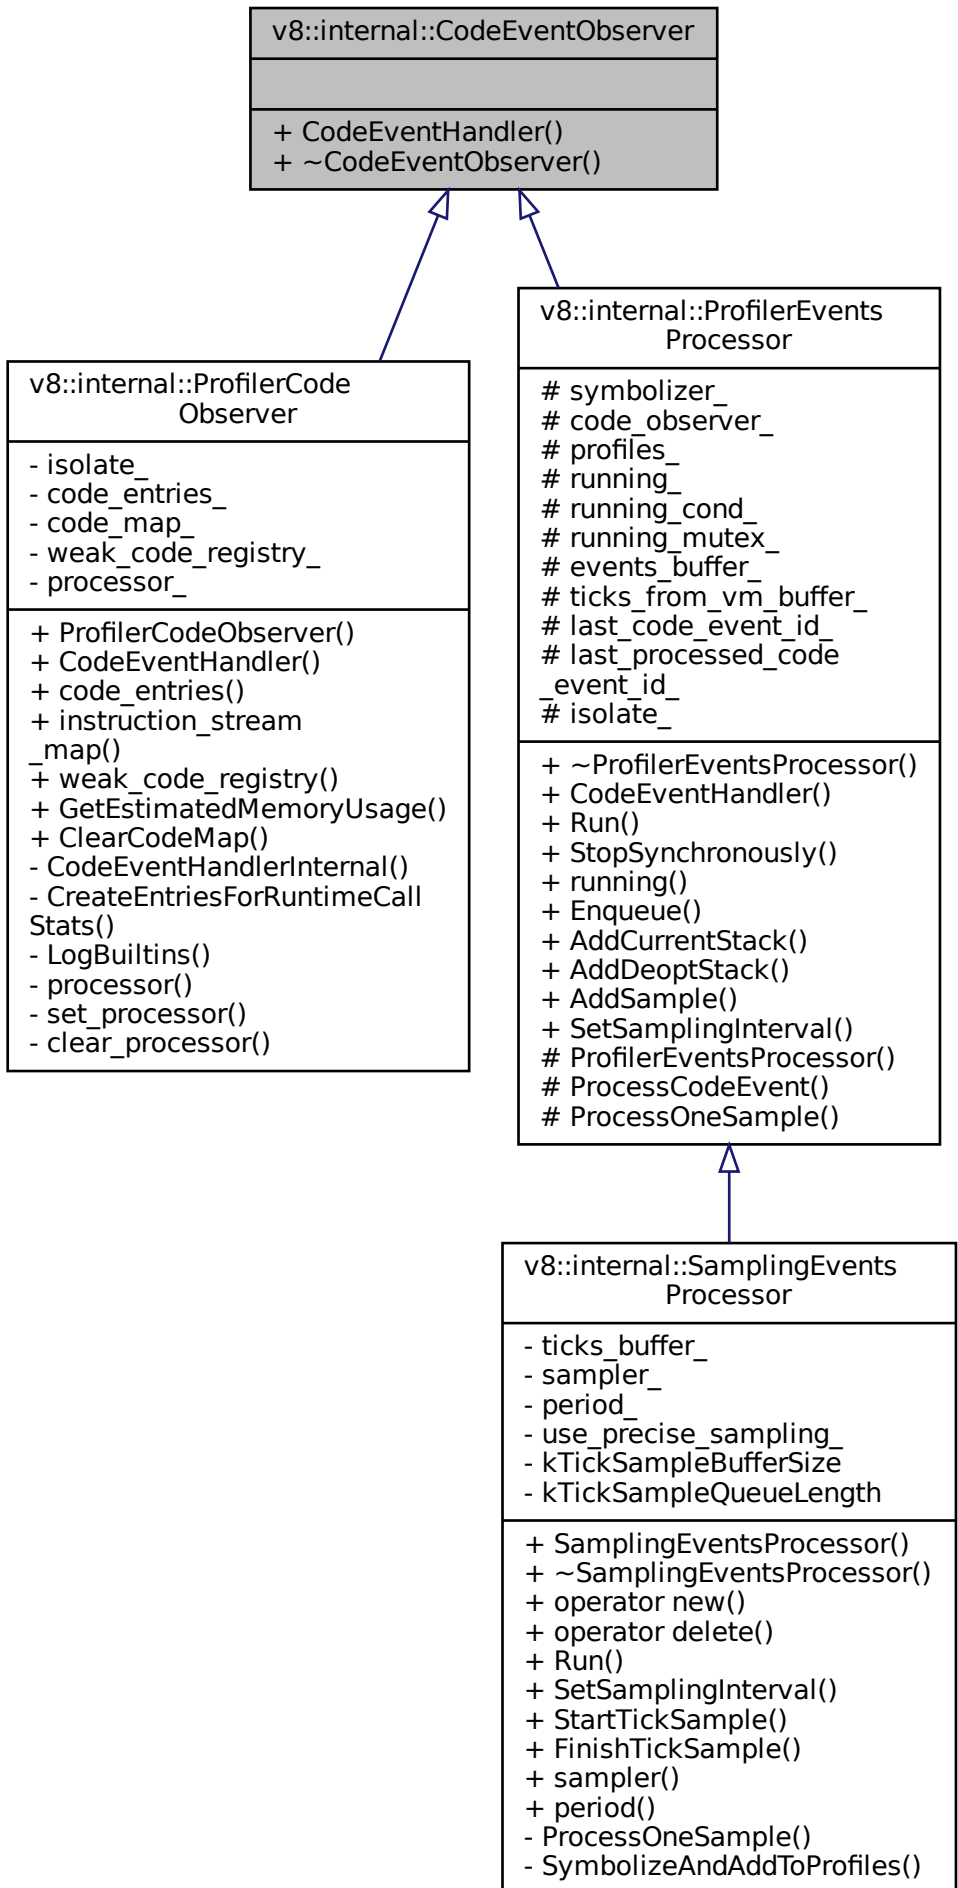 v8::internal::CodeEventObserver
+ CodeEventHandler()
+ ~CodeEventObserver()
v8::internal::ProfilerCode
Observer
- isolate_
- code_entries_
- code_map_
- weak_code_registry_
- processor_
+ ProfilerCodeObserver()
+ CodeEventHandler()
+ code_entries()
+ instruction_stream
_map()
+ weak_code_registry()
+ GetEstimatedMemoryUsage()
+ ClearCodeMap()
- CodeEventHandlerInternal()
- CreateEntriesForRuntimeCall
Stats()
- LogBuiltins()
- processor()
- set_processor()
- clear_processor()
v8::internal::ProfilerEvents
Processor
# symbolizer_
# code_observer_
# profiles_
# running_
# running_cond_
# running_mutex_
# events_buffer_
# ticks_from_vm_buffer_
# last_code_event_id_
# last_processed_code
_event_id_
# isolate_
+ ~ProfilerEventsProcessor()
+ CodeEventHandler()
+ Run()
+ StopSynchronously()
+ running()
+ Enqueue()
+ AddCurrentStack()
+ AddDeoptStack()
+ AddSample()
+ SetSamplingInterval()
# ProfilerEventsProcessor()
# ProcessCodeEvent()
# ProcessOneSample()
v8::internal::SamplingEvents
Processor
- ticks_buffer_
- sampler_
- period_
- use_precise_sampling_
- kTickSampleBufferSize
- kTickSampleQueueLength
+ SamplingEventsProcessor()
+ ~SamplingEventsProcessor()
+ operator new()
+ operator delete()
+ Run()
+ SetSamplingInterval()
+ StartTickSample()
+ FinishTickSample()
+ sampler()
+ period()
- ProcessOneSample()
- SymbolizeAndAddToProfiles()